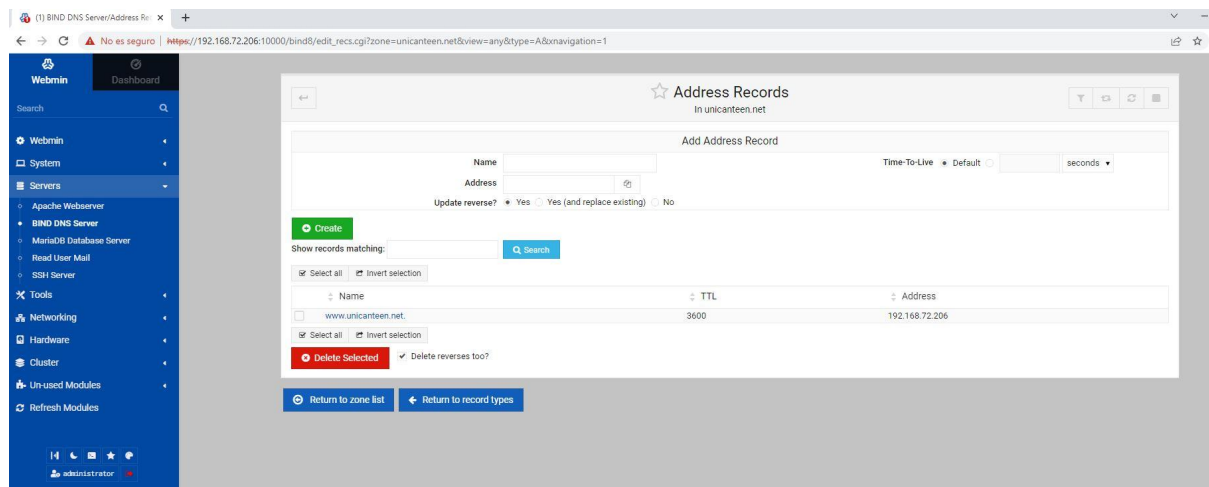 (1) BIND DNS Server/Address Rec
No es seguro | https://192.168.72.206:10000/bind8/edit_recs.cgi?zone=unicanteen.net&view=any&type=A&xnavigation=1
Webmin
Dashboard
Search
Webmin
System
Servers
Apache Webserver
BIND DNS Server
MariaDB Database Server
Read User Mail
SSH Server
Tools
Networking
Hardware
Cluster
Un-used Modules
Refresh Modules
administrator
Address Records
In unicanteen.net
Add Address Record
Name
Time-To-Live Default seconds
Address
Update reverse? Yes Yes (and replace existing) No
Create
Show records matching: Search
Select all Invert selection
Name TTL Address
www.unicanteen.net. 3600 192.168.72.206
Select all Invert selection
Delete Selected Delete reverses too?
Return to zone list Return to record types